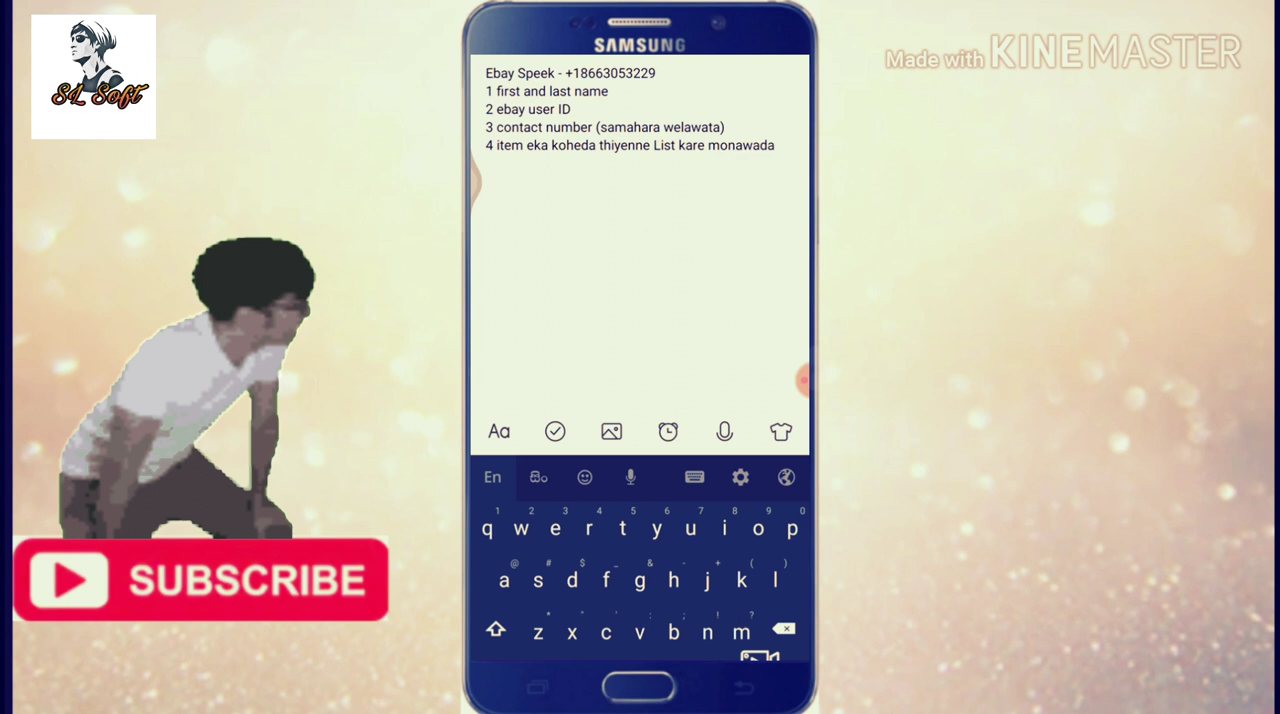 SL Soft
Made with KINEMASTER
SAMSUNG
Ebay Speek - +18663053229
1 first and last name
2 ebay user ID
3 contact number (samahara welawata)
4 item eka koheda thiyenne List kare monawada
Aa
En
1 2 3 4 5 6 7 8 9 0
q w e r t y u i o p
@ # $ _ & - + ( )
a s d f g h j k l
* " ' : ; ! ?
z x c v b n m
SUBSCRIBE